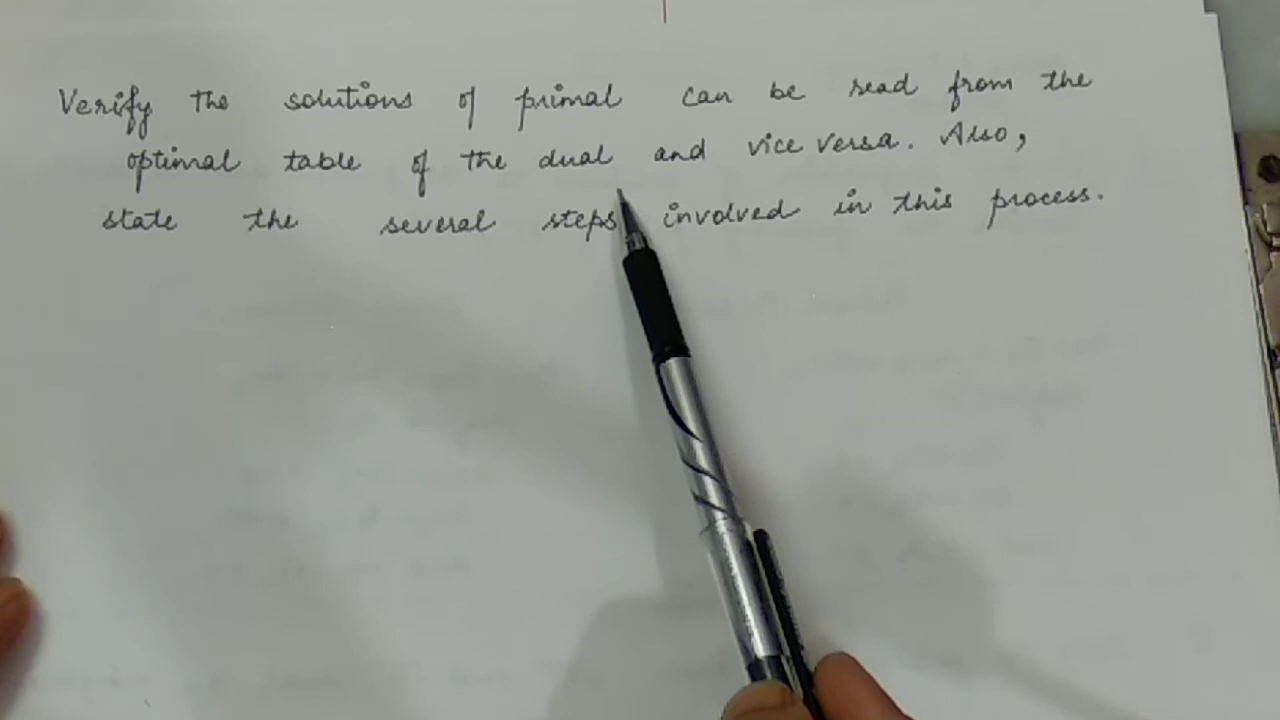 Verify the solutions of primal can be read from the
optimal table of the dual and vice versa. Also,
state the several steps involved in this process.